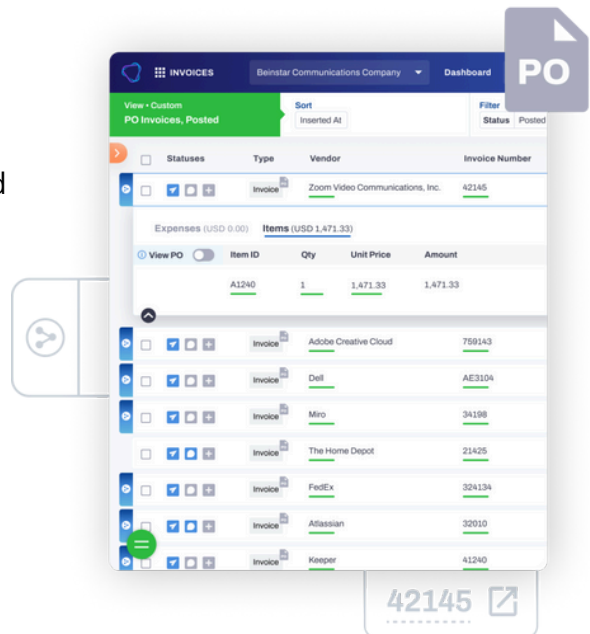 PO
INVOICES Beinstar Communications Company Dashboard
View • Custom
PO Invoices, Posted
Sort
Inserted At
Filter
Status Posted
Statuses Type Vendor Invoice Number
Invoice Zoom Video Communications, Inc. 42145
Expenses (USD 0.00) Items (USD 1,471.33)
View PO Item ID Qty Unit Price Amount
A1240 1 1,471.33 1,471.33
Invoice Adobe Creative Cloud 759143
Invoice Dell AE3104
Invoice Miro 34198
Invoice The Home Depot 21425
Invoice FedEx 324134
Invoice Atlassian 32010
Invoice Keeper 41240
42145